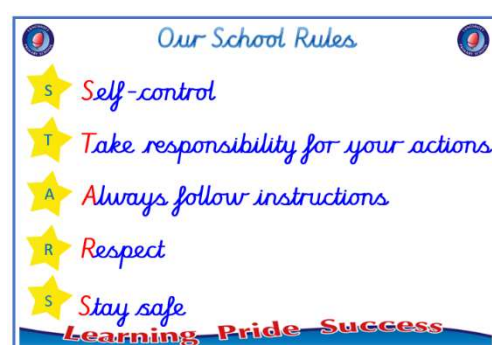 Our School Rules
S Self-control
T Take responsibility for your actions
A Always follow instructions
R Respect
S Stay safe
Learning Pride Success